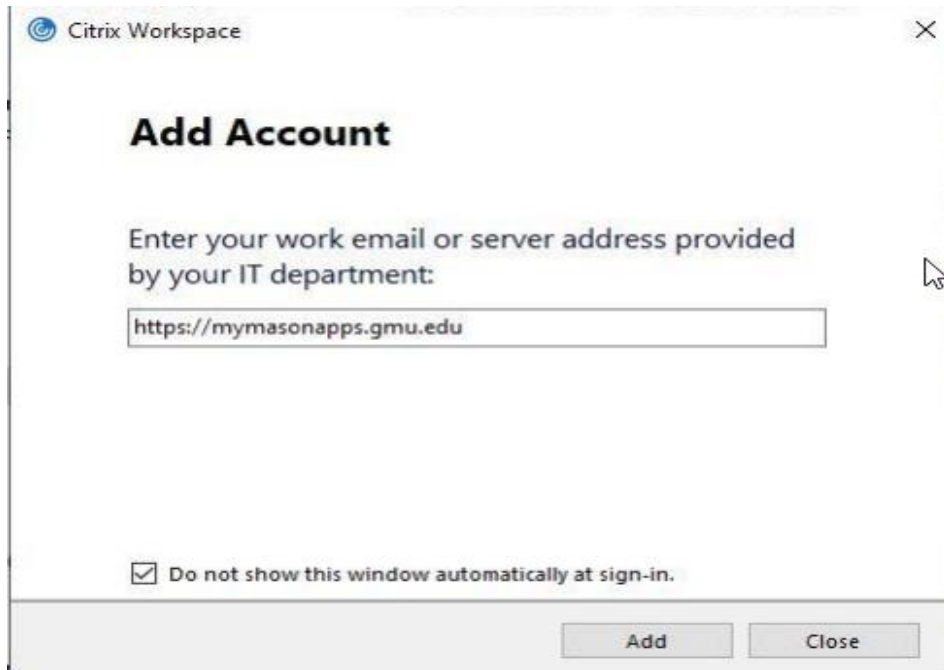 Citrix Workspace
Add Account
Enter your work email or server address provided
by your IT department:
https://mymasonapps.gmu.edu
Do not show this window automatically at sign-in.
Add Close